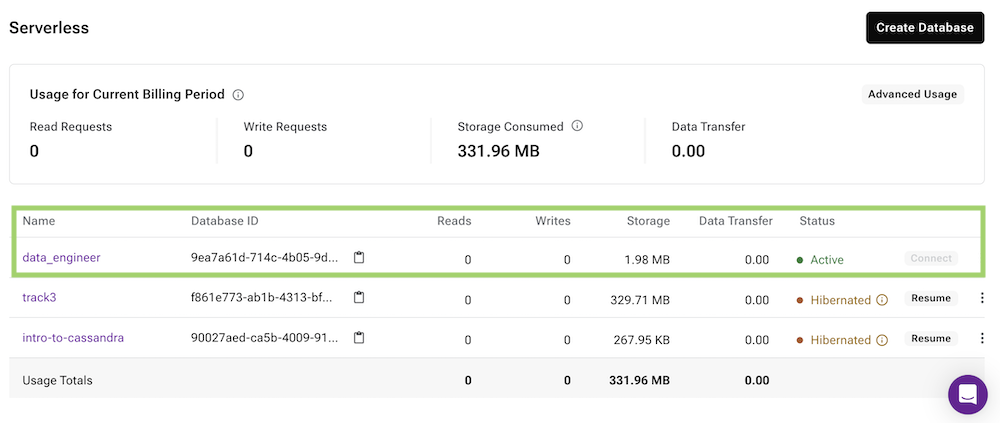 Serverless
Create Database
Usage for Current Billing Period
Advanced Usage
Read Requests
Write Requests
Storage Consumed
Data Transfer
0
0
331.96 MB
0.00
Name Database ID Reads Writes Storage Data Transfer Status
data_engineer 9ea7a61d-714c-4b05-9d... 0 0 1.98 MB 0.00 Active Connect
track3 f861e773-ab1b-4313-bf... 0 0 329.71 MB 0.00 Hibernated Resume
intro-to-cassandra 90027aed-ca5b-4009-91... 0 0 267.95 KB 0.00 Hibernated Resume
Usage Totals 0 0 331.96 MB 0.00